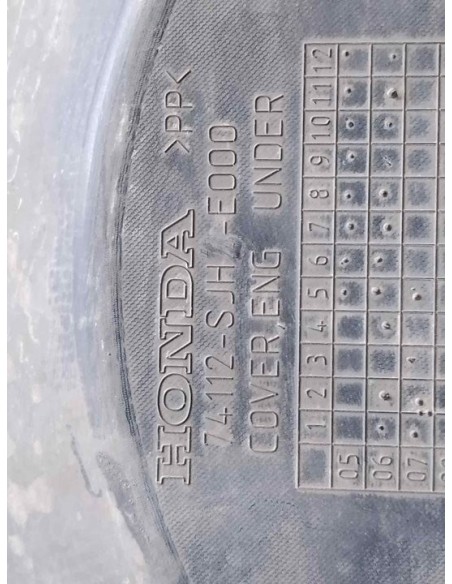 HONDA >PP<
74112-SJH-E000
COVER,ENG UNDER
1 2 3 4 5 6 7 8 9 10 11 12
05
06
07